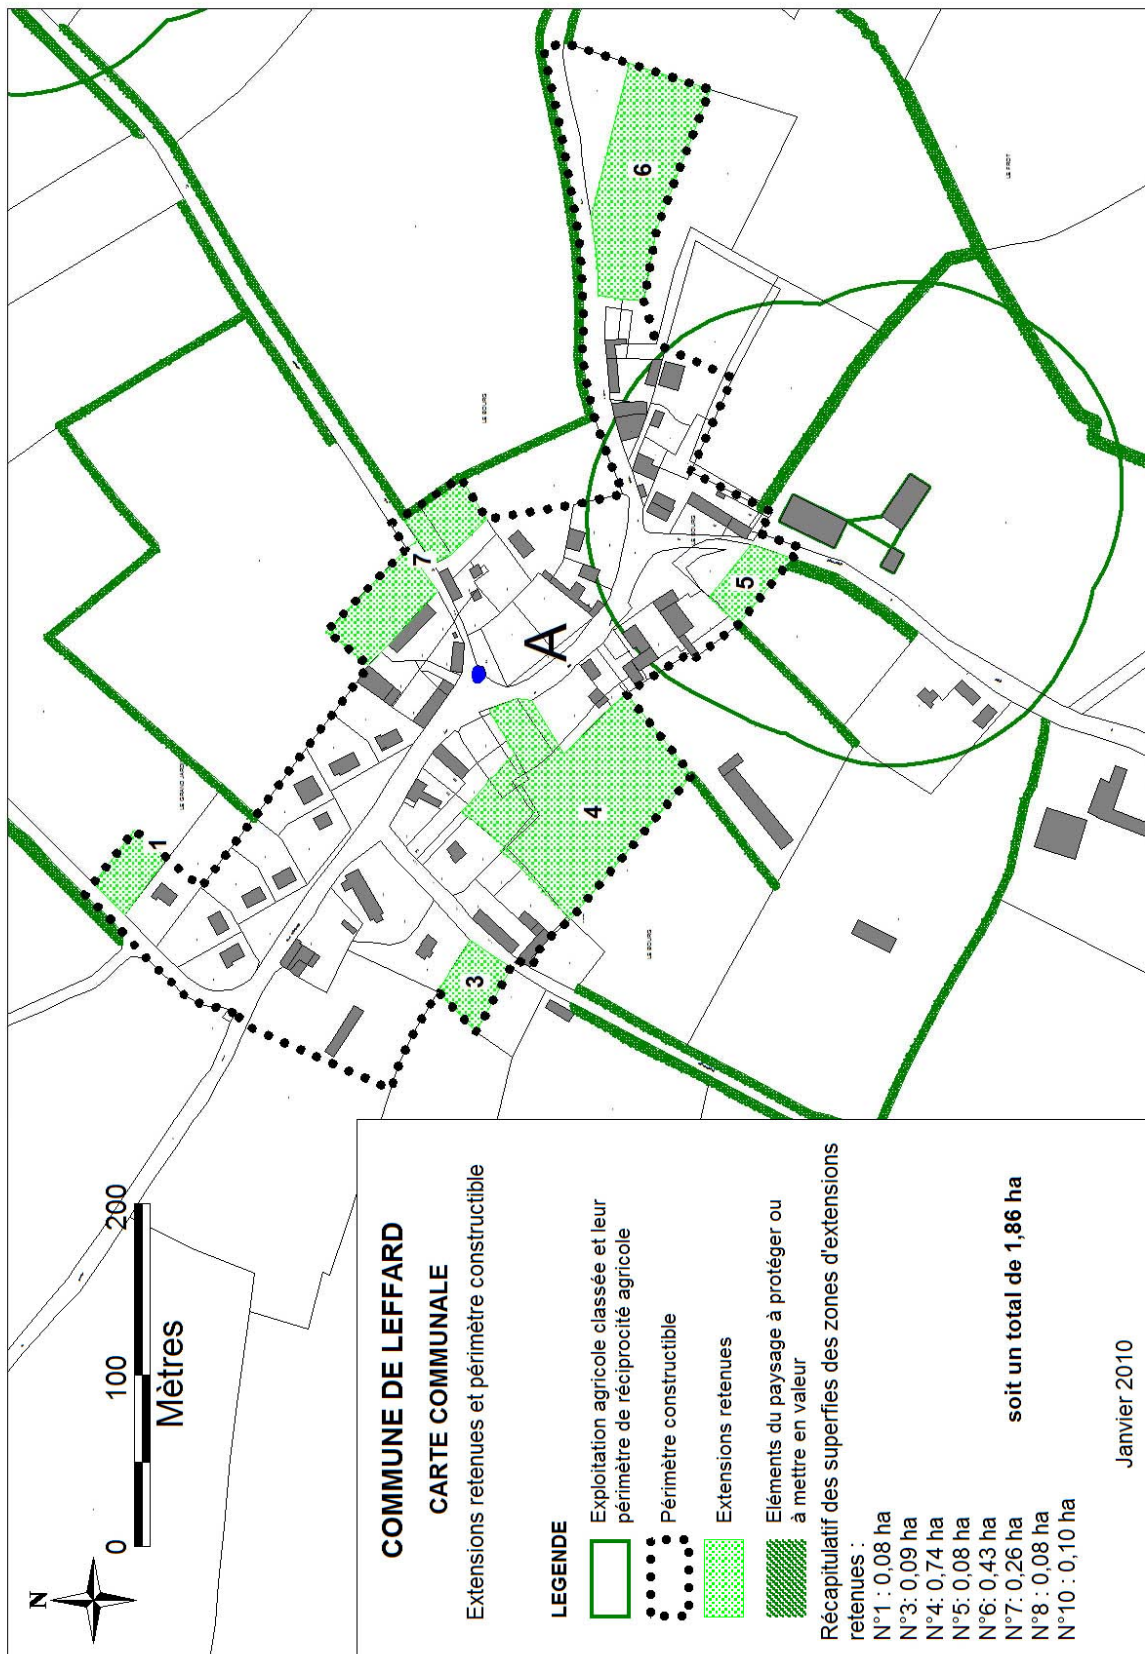 N
0 100 200
Mètres
COMMUNE DE LEFFARD
CARTE COMMUNALE
Extensions retenues et périmètre constructible
LEGENDE
Exploitation agricole classée et leur
périmètre de réciprocité agricole
Périmètre constructible
Extensions retenues
Eléments du paysage à protéger ou
à mettre en valeur
Récapitulatif des superfies des zones d'extensions
retenues :
N°1 : 0,08 ha
N°3: 0,09 ha
N°4: 0,74 ha
N°5: 0,08 ha
N°6: 0,43 ha
N°7: 0,26 ha
N°8 : 0,08 ha
N°10 : 0,10 ha
soit un total de 1,86 ha
Janvier 2010
1
3
4
5
6
7
A
LE BOURG
LE BOURG
LE BOURG